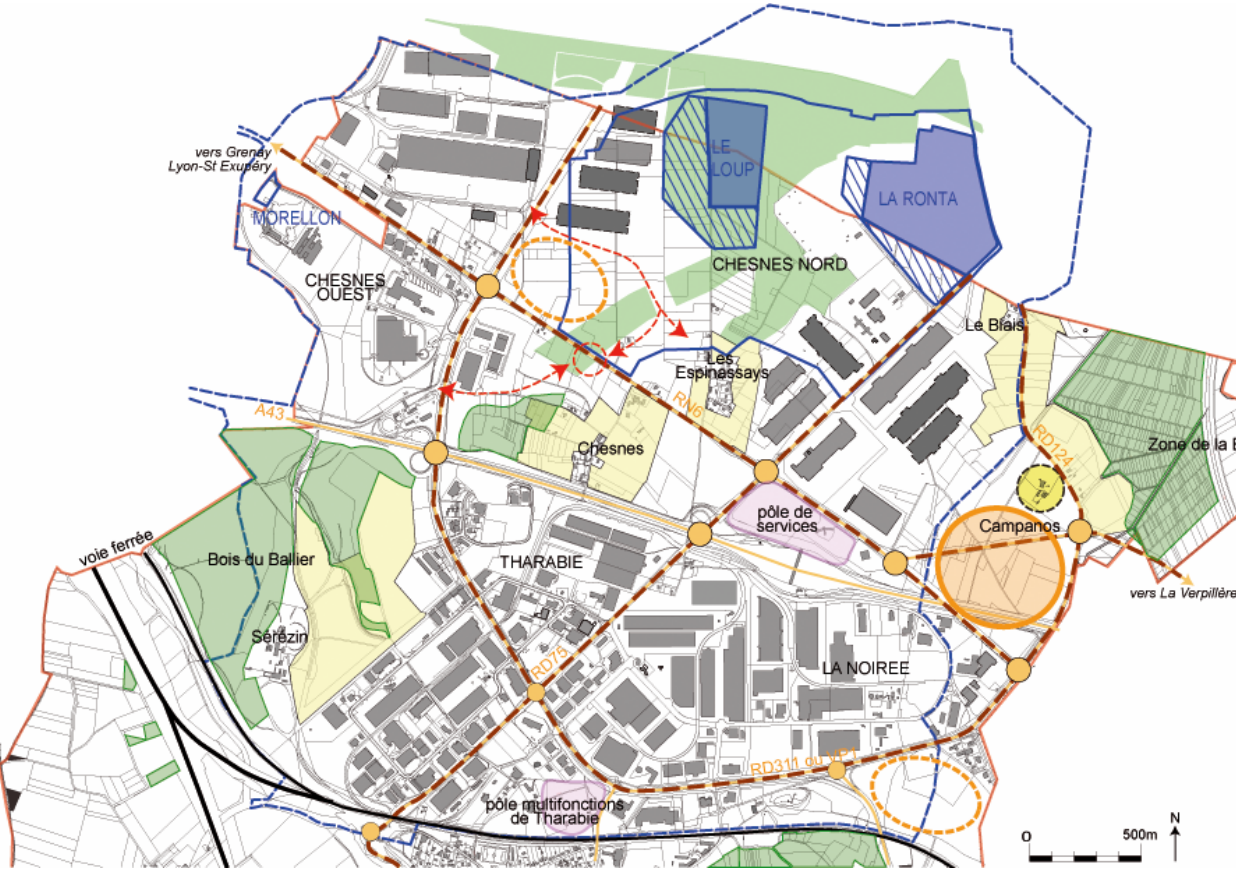 vers Grenay
Lyon-St Exupéry
LE
LOUP
LA RONTA
MORELLON
CHESNES
OUEST
CHESNES NORD
Le Blais
Les
Espinassays
A43
RN6
RD124
Chesnes
Zone de la E
pôle de
services
Campanos
voie ferrée
Bois du Ballier
THARABIE
vers La Verpillère
Sérézin
RD75
LA NOIREE
RD311 ou VP1
pôle multifonctions
de Tharabie
0
500m
N